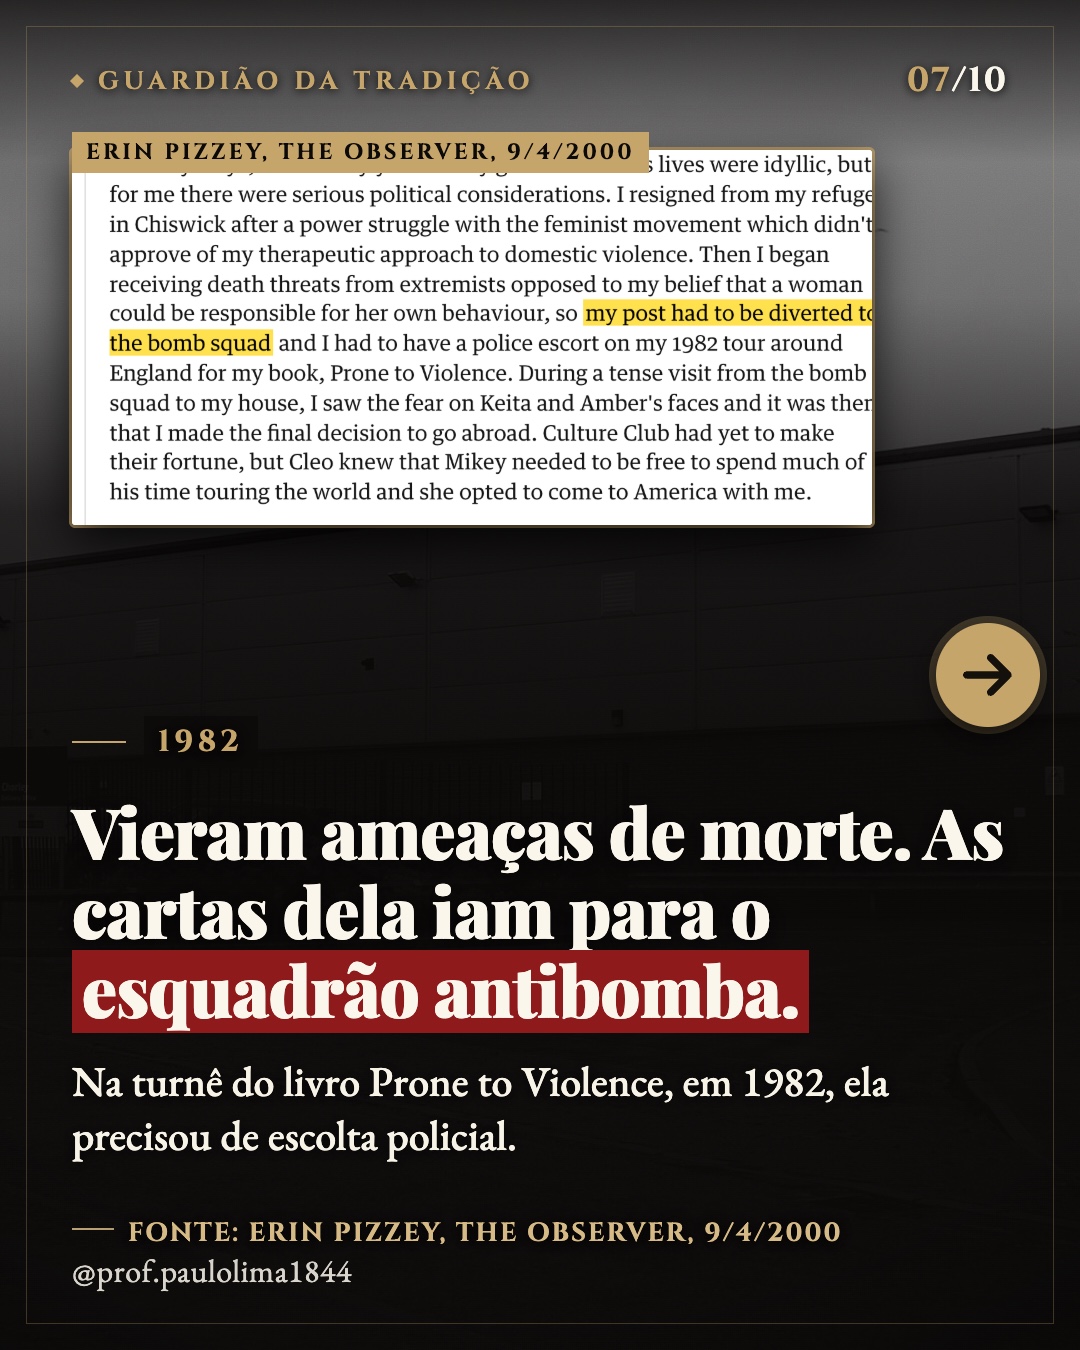 GUARDIÃO DA TRADIÇÃO
07/10
ERIN PIZZEY, THE OBSERVER, 9/4/2000
lives were idyllic, but
for me there were serious political considerations. I resigned from my refuge
in Chiswick after a power struggle with the feminist movement which didn't
approve of my therapeutic approach to domestic violence. Then I began
receiving death threats from extremists opposed to my belief that a woman
could be responsible for her own behaviour, so my post had to be diverted to
the bomb squad and I had to have a police escort on my 1982 tour around
England for my book, Prone to Violence. During a tense visit from the bomb
squad to my house, I saw the fear on Keita and Amber's faces and it was then
that I made the final decision to go abroad. Culture Club had yet to make
their fortune, but Cleo knew that Mikey needed to be free to spend much of
his time touring the world and she opted to come to America with me.
1982
Vieram ameaças de morte. As
cartas dela iam para o
esquadrão antibomba.
Na turnê do livro Prone to Violence, em 1982, ela
precisou de escolta policial.
FONTE: ERIN PIZZEY, THE OBSERVER, 9/4/2000
@prof.paulolima1844